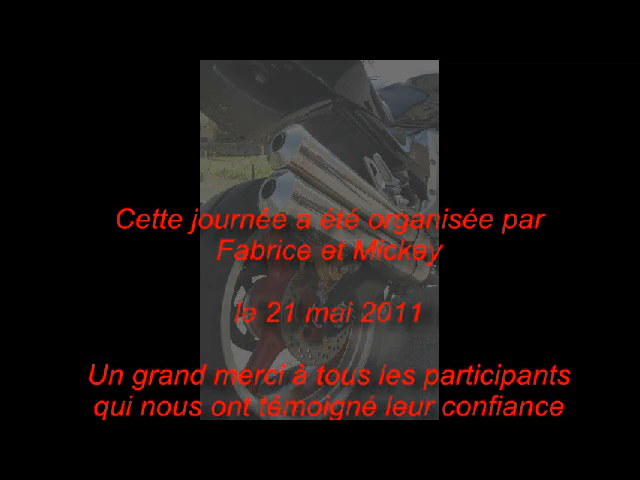 Cette journée a été organisée par
Fabrice et Mickey
le 21 mai 2011
Un grand merci à tous les participants
qui nous ont témoigné leur confiance